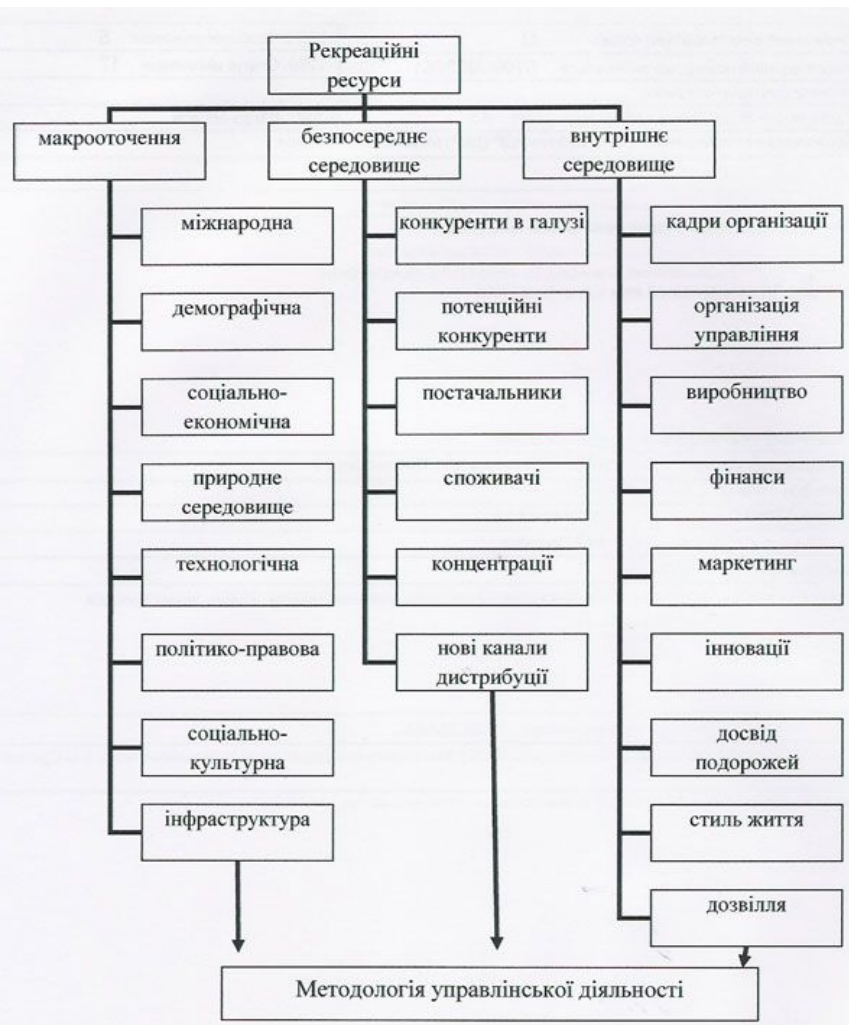 Рекреаційні
ресурси
макрооточення
безпосереднє
середовище
внутрішнє
середовище
міжнародна
демографічна
соціально-
економічна
природне
середовище
технологічна
політико-правова
соціально-
культурна
інфраструктура
конкуренти в галузі
потенційні
конкуренти
постачальники
споживачі
концентрації
нові канали
дистрибуції
кадри організації
організація
управління
виробництво
фінанси
маркетинг
інновації
досвід
подорожей
стиль життя
дозвілля
Методологія управлінської діяльності